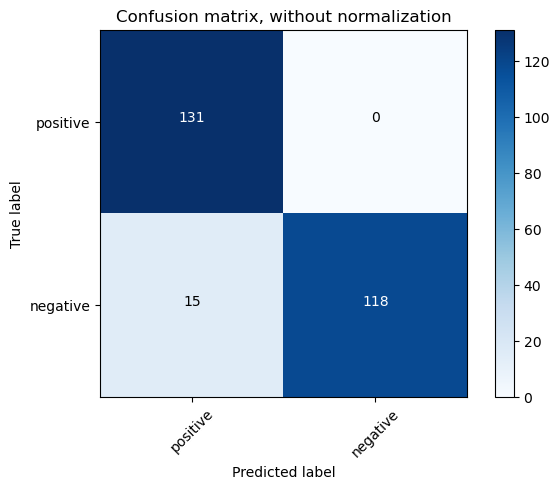 Confusion matrix, without normalization
True label
positive
negative
131
0
15
118
positive
negative
Predicted label
120
100
80
60
40
20
0